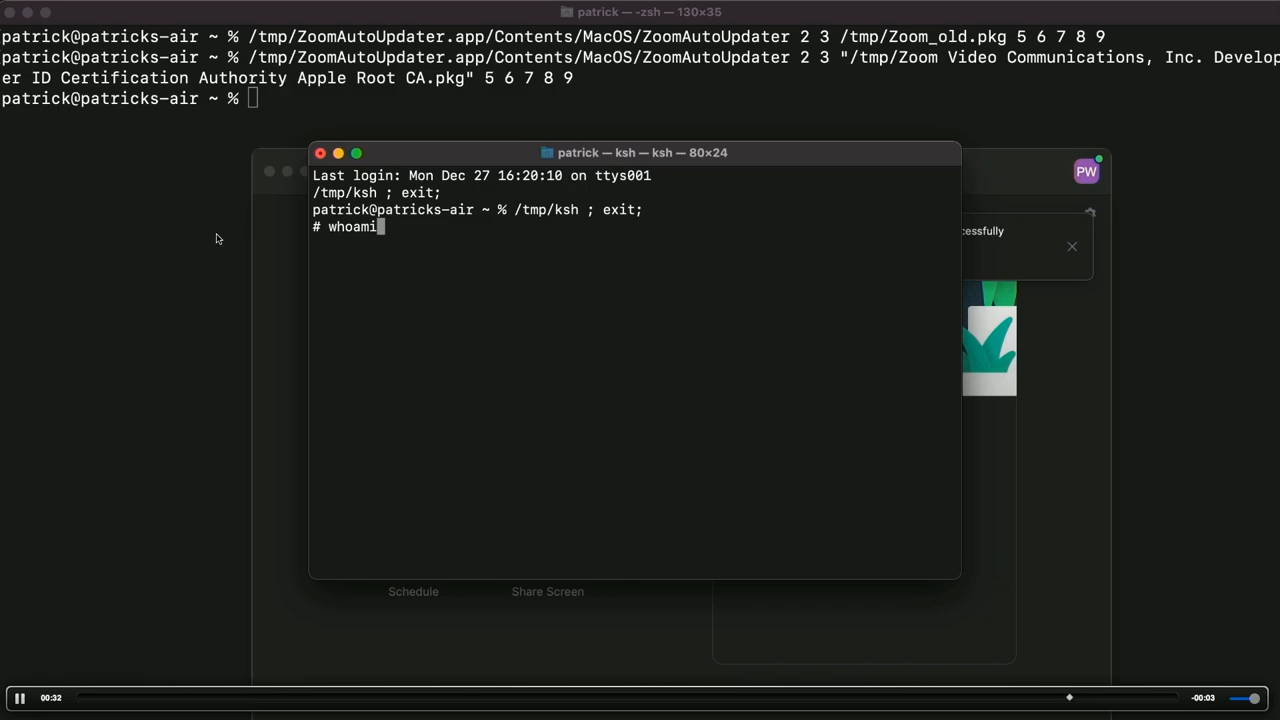 patrick — -zsh — 130×35
patrick@patricks-air ~ % /tmp/ZoomAutoUpdater.app/Contents/MacOS/ZoomAutoUpdater 2 3 /tmp/Zoom_old.pkg 5 6 7 8 9
patrick@patricks-air ~ % /tmp/ZoomAutoUpdater.app/Contents/MacOS/ZoomAutoUpdater 2 3 "/tmp/Zoom Video Communications, Inc. Develop
er ID Certification Authority Apple Root CA.pkg" 5 6 7 8 9
patrick@patricks-air ~ %
patrick — ksh — ksh — 80×24
Last login: Mon Dec 27 16:20:10 on ttys001
/tmp/ksh ; exit;
patrick@patricks-air ~ % /tmp/ksh ; exit;
# whoami
PW
cessfully
Schedule
Share Screen
00:32
-00:03